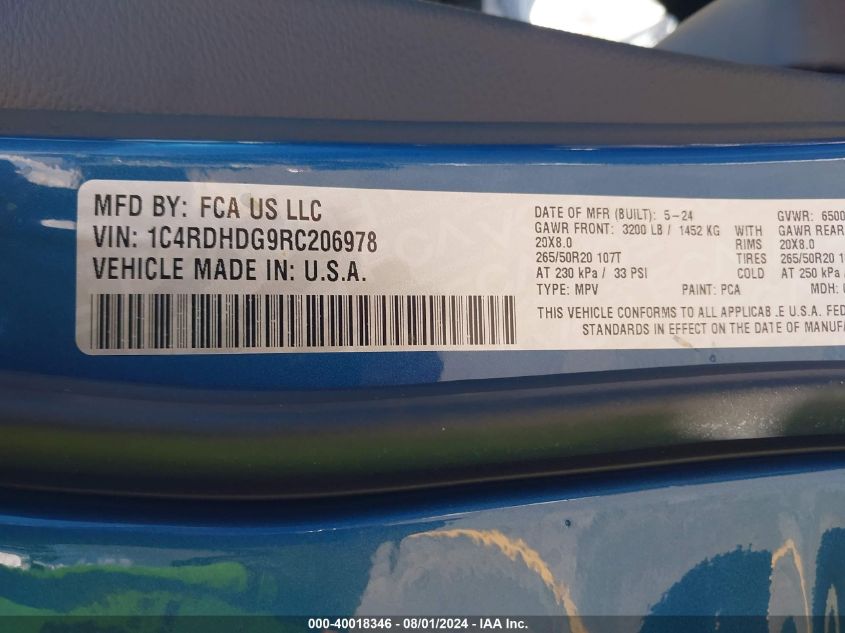 MFD BY: FCA US LLC
VIN: 1C4RDHDG9RC206978
VEHICLE MADE IN: U.S.A.
DATE OF MFR (BUILT): 5-24 GVWR: 6500
GAWR FRONT: 3200 LB / 1452 KG WITH GAWR REAR
20X8.0 RIMS 20X8.0
265/50R20 107T TIRES 265/50R20 10
AT 230 kPa / 33 PSI COLD AT 250 kPa
TYPE: MPV PAINT: PCA MDH:
THIS VEHICLE CONFORMS TO ALL APPLICAB .E U.S.A. FED
STANDARDS IN EFFECT ON THE DATE OF MANUFA
000-40018346 - 08/01/2024 - IAA Inc.